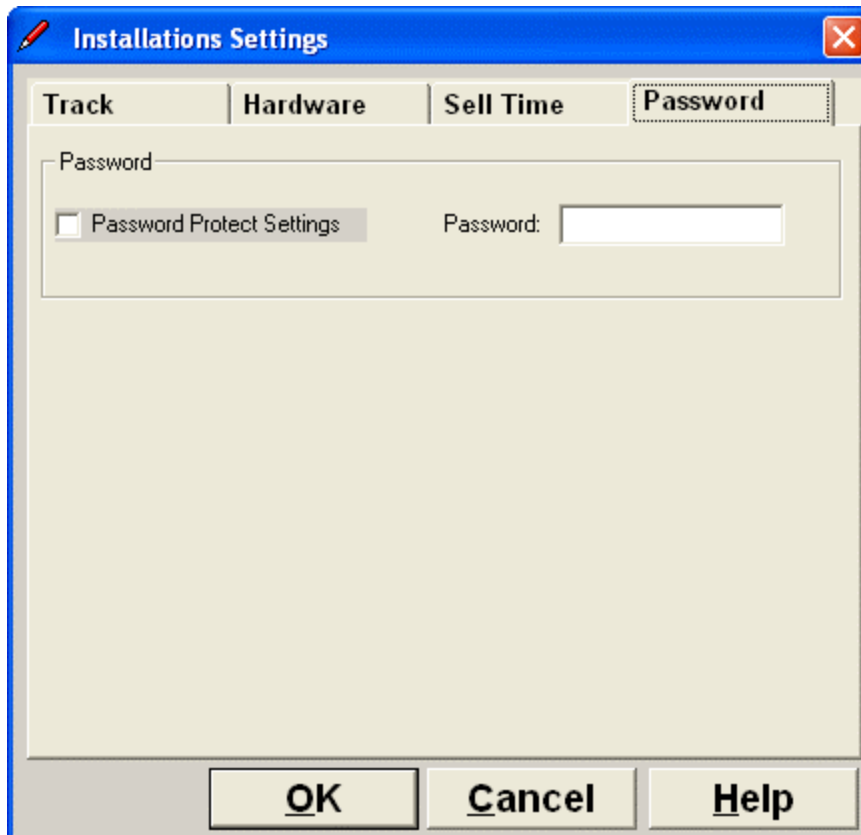 Installations Settings
Track Hardware Sell Time Password
Password
Password Protect Settings Password:
OK Cancel Help